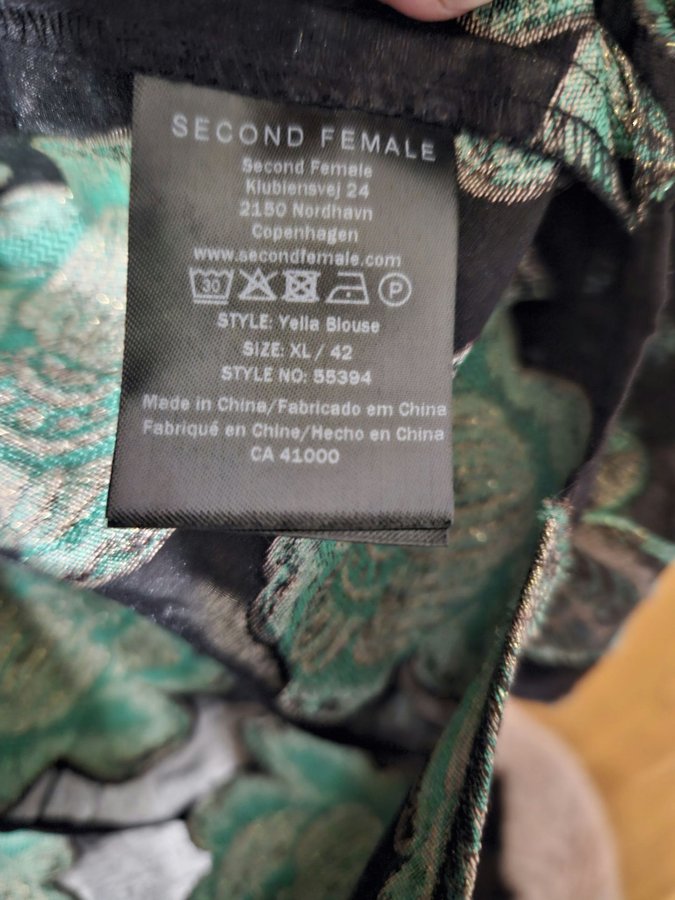 SECOND FEMALE
Second Female
Klubiensvej 24
2150 Nordhavn
Copenhagen
www.secondfemale.com
30 P
STYLE: Yella Blouse
SIZE: XL / 42
STYLE NO: 55394
Made in China/Fabricado em China
Fabriqué en Chine/Hecho en China
CA 41000